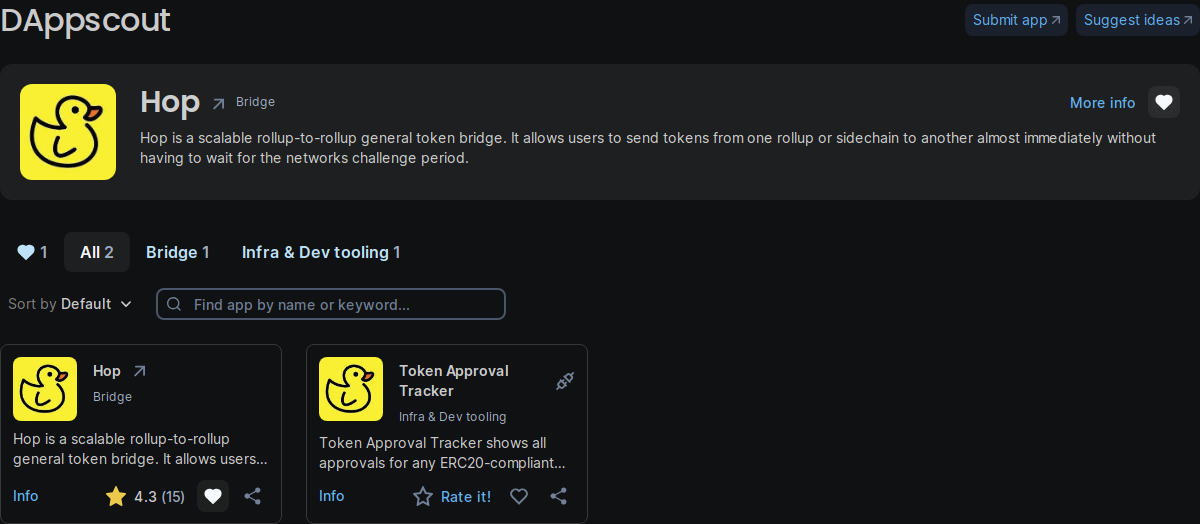 DAppscout
Submit app
Suggest ideas
Hop
Bridge
More info
Hop is a scalable rollup-to-rollup general token bridge. It allows users to send tokens from one rollup or sidechain to another almost immediately without
having to wait for the networks challenge period.
1
All 2
Bridge 1
Infra & Dev tooling 1
Sort by Default
Find app by name or keyword...
Hop
Bridge
Hop is a scalable rollup-to-rollup
general token bridge. It allows users...
Info
4.3 (15)
Token Approval
Tracker
Infra & Dev tooling
Token Approval Tracker shows all
approvals for any ERC20-compliant...
Info
Rate it!